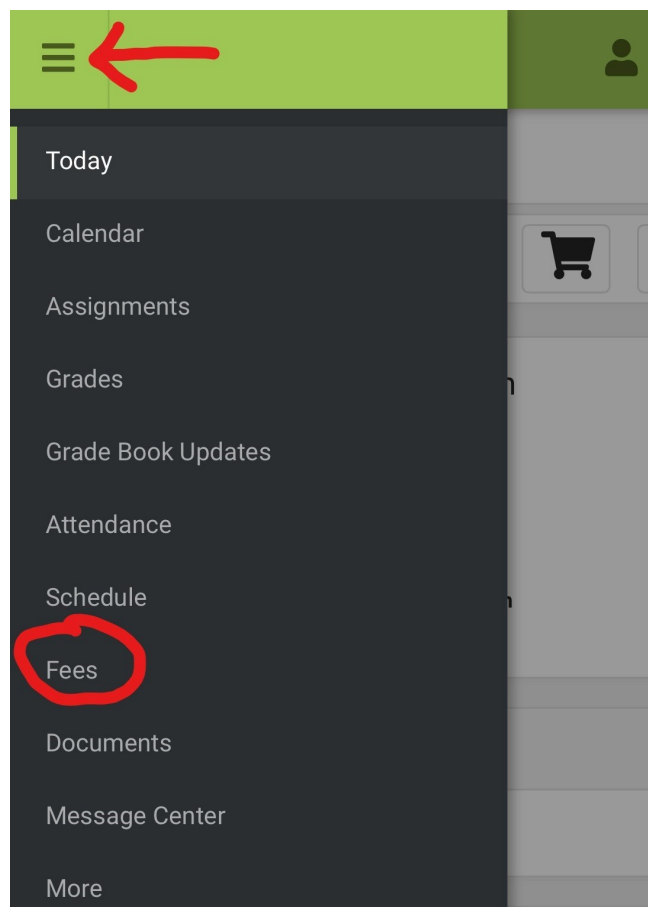 Today
Calendar
Assignments
Grades
Grade Book Updates
Attendance
Schedule
Fees
Documents
Message Center
More